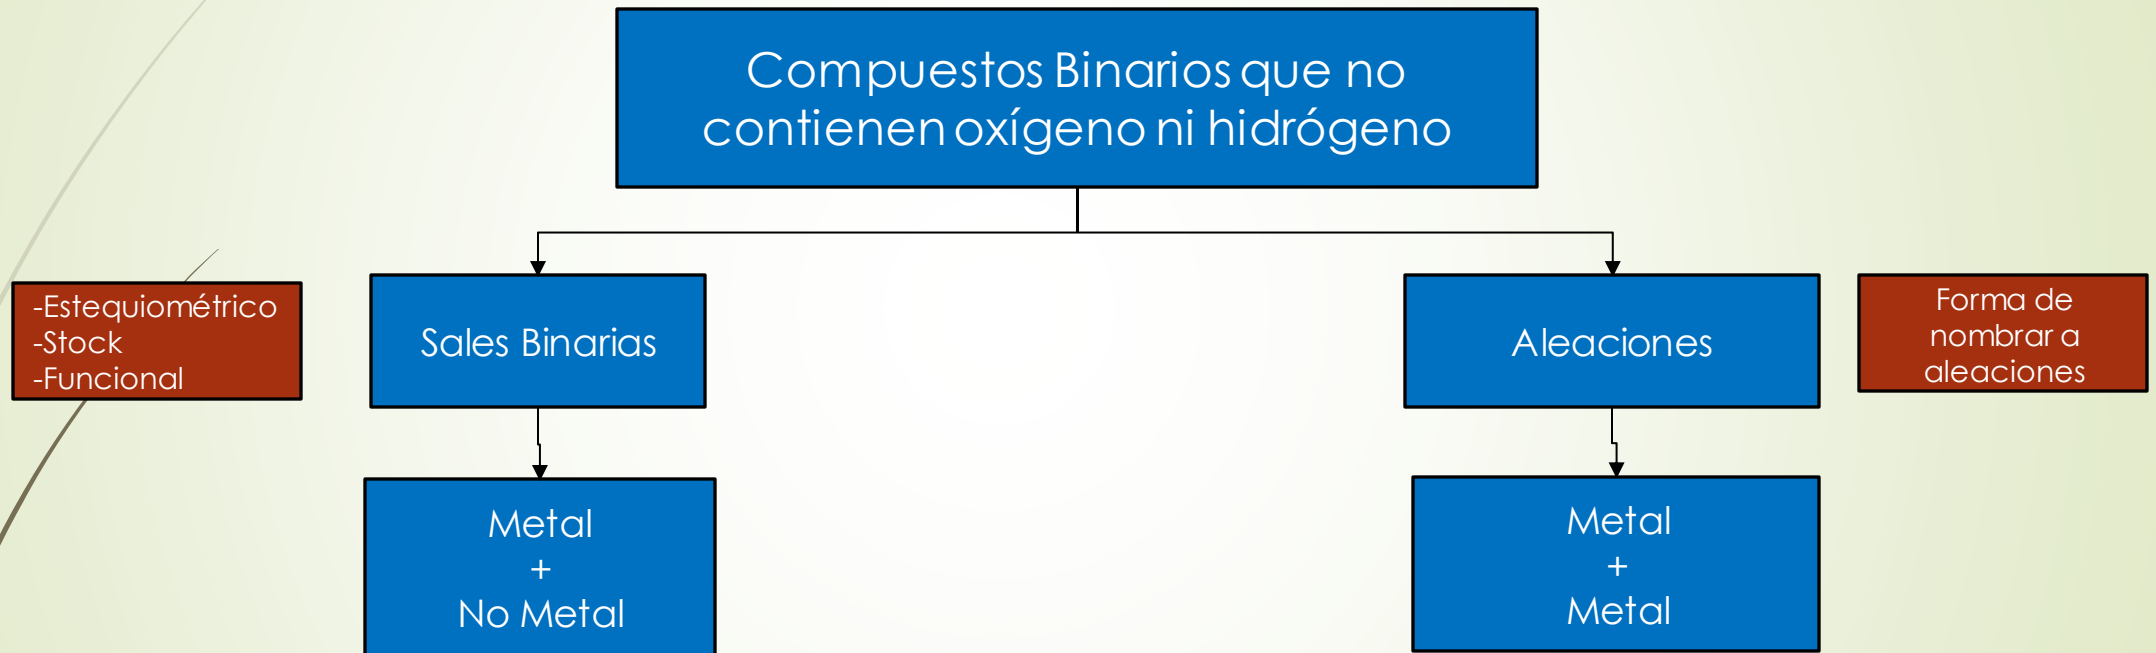 Compuestos Binarios que no
contienen oxígeno ni hidrógeno
-Estequiométrico
-Stock
-Funcional
Sales Binarias
Aleaciones
Forma de
nombrar a
aleaciones
Metal
+
No Metal
Metal
+
Metal